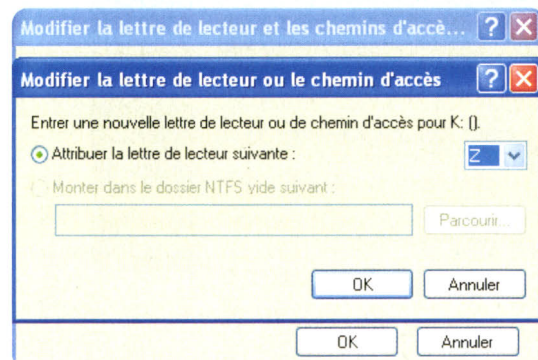 Modifier la lettre de lecteur et les chemins d'accè...
Modifier la lettre de lecteur ou le chemin d'accès
Entrer une nouvelle lettre de lecteur ou de chemin d'accès pour K: ().
Attribuer la lettre de lecteur suivante :
Z
Monter dans le dossier NTFS vide suivant :
Parcourir...
OK
Annuler
OK
Annuler